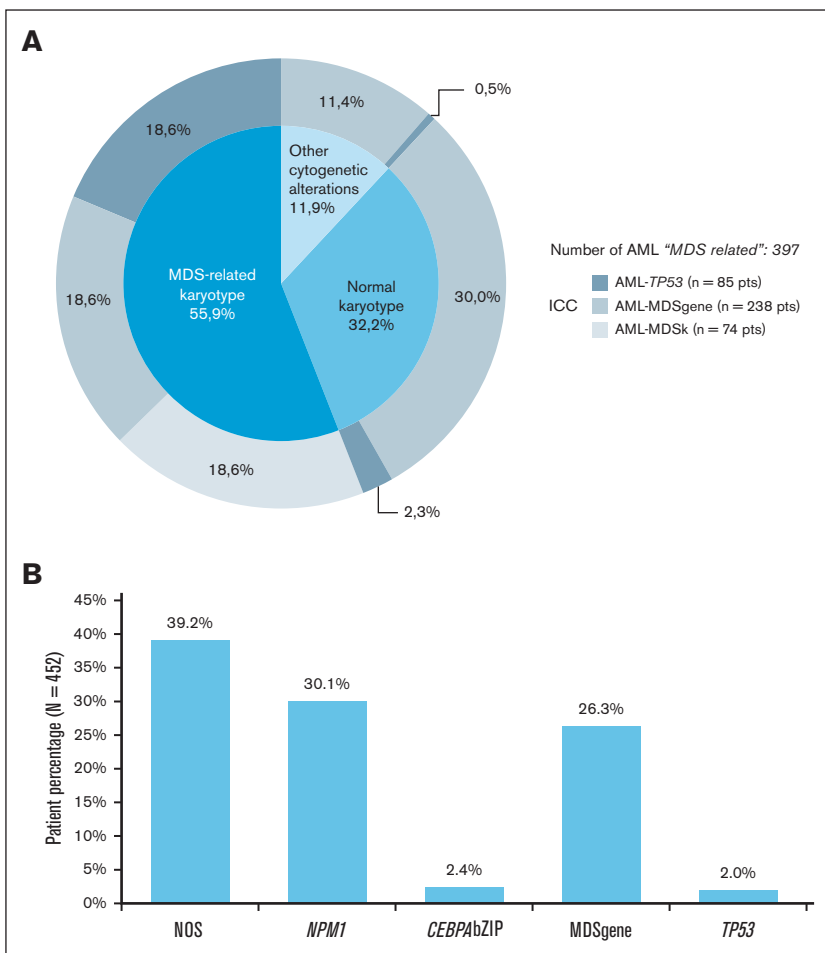 A
11,4%
0,5%
18,6%
Other
cytogenetic
alterations
11,9%
MDS-related
karyotype
55,9%
Normal
karyotype
32,2%
18,6%
30,0%
18,6%
2,3%
Number of AML "MDS related": 397
ICC
AML-TP53 (n = 85 pts)
AML-MDSgene (n = 238 pts)
AML-MDSk (n = 74 pts)
B
Patient percentage (N = 452)
45%
40%
35%
30%
25%
20%
15%
10%
5%
0%
39.2%
30.1%
2.4%
26.3%
2.0%
NOS
NPM1
CEBPAbZIP
MDSgene
TP53